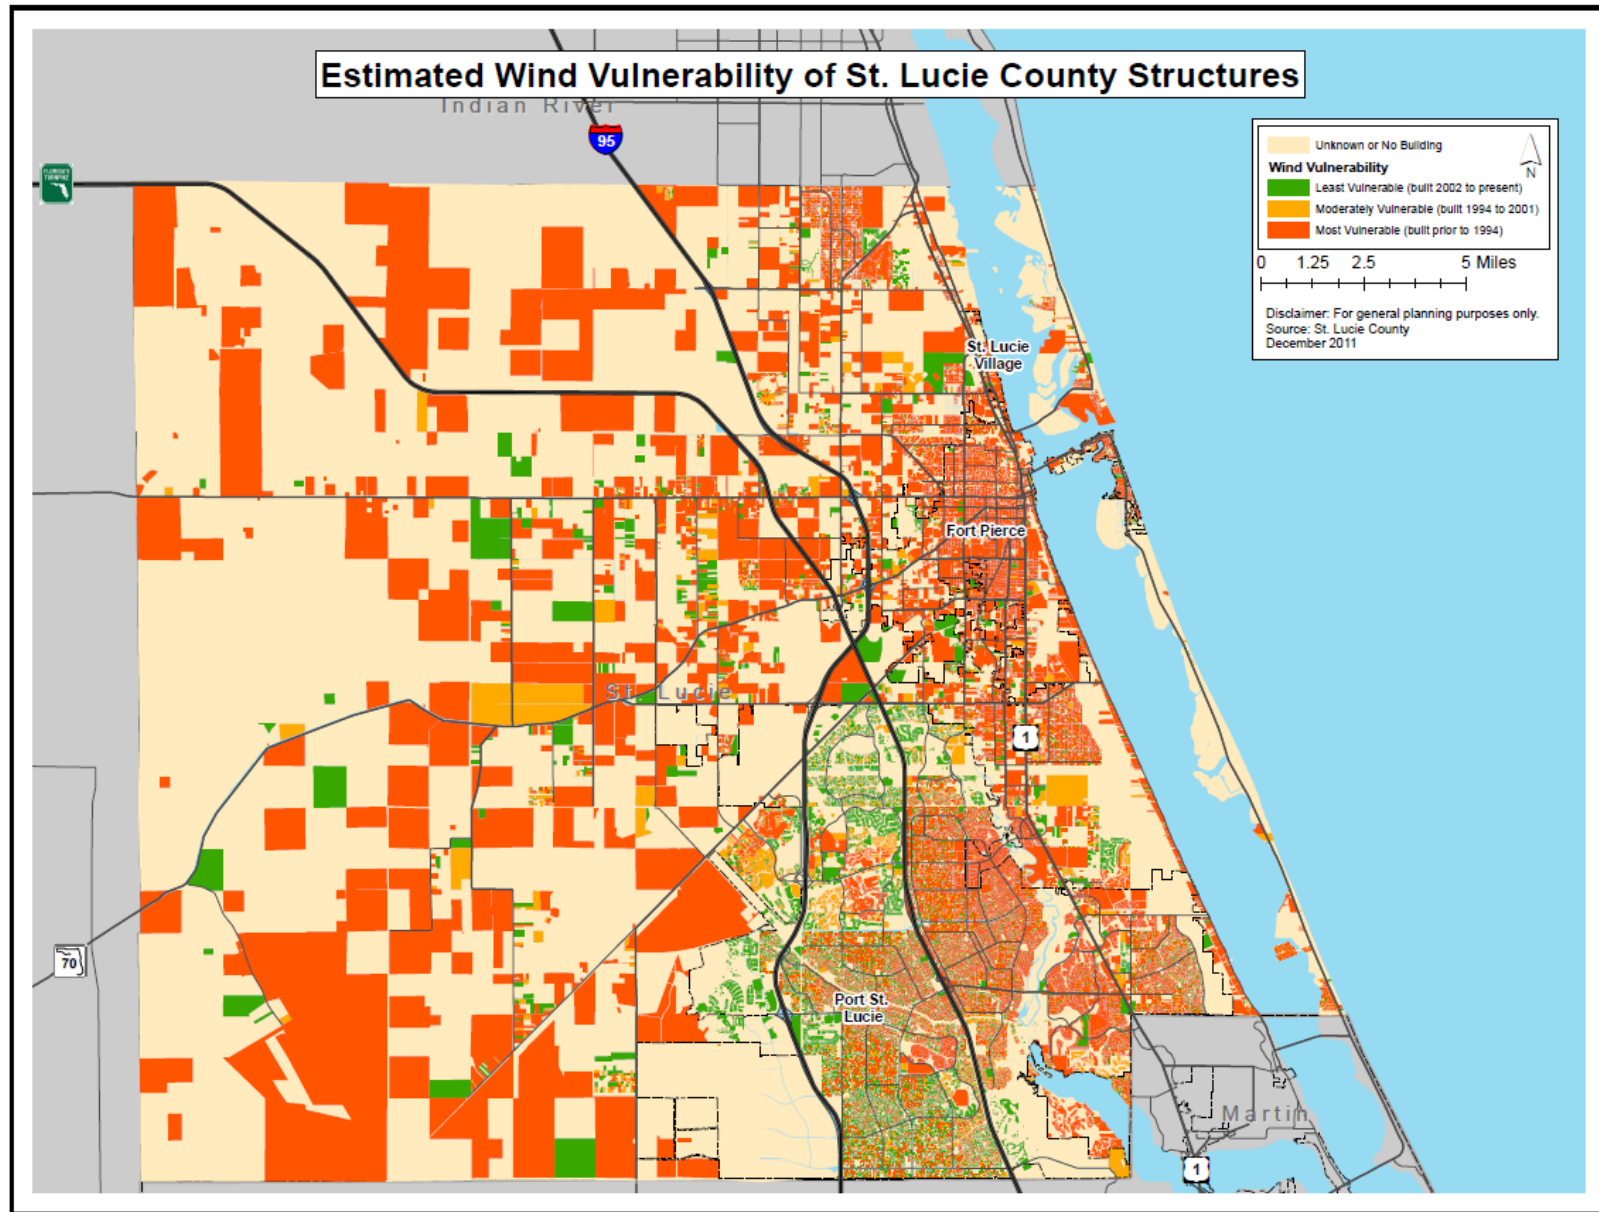 Estimated Wind Vulnerability of St. Lucie County Structures
Indian River
95
FLORIDA'S
TURNPIKE
Unknown or No Building
N
Wind Vulnerability
Least Vulnerable (built 2002 to present)
Moderately Vulnerable (built 1994 to 2001)
Most Vulnerable (built prior to 1994)
0 1.25 2.5 5 Miles
Disclaimer: For general planning purposes only.
Source: St. Lucie County
December 2011
St. Lucie
Village
Fort Pierce
St. Lucie
1
70
Port St.
Lucie
Martin
1